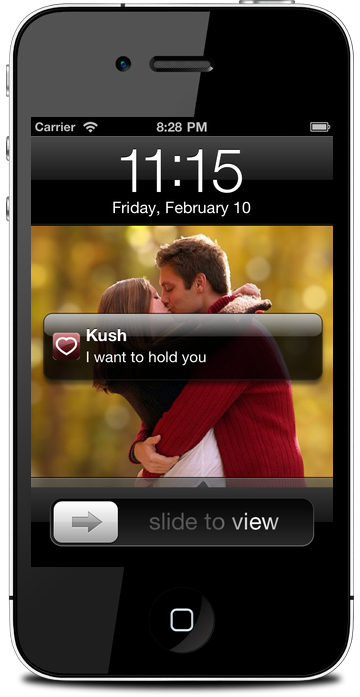 Carrier 8:28 PM
11:15
Friday, February 10
Kush
I want to hold you
slide to view